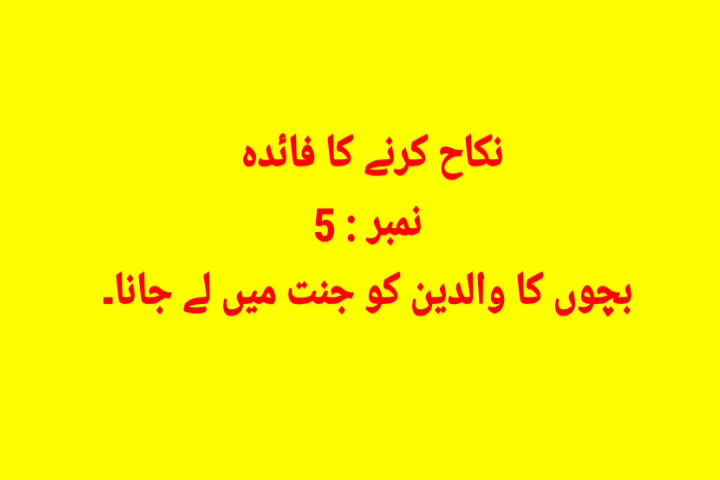 نکاح کرنے کا فائدہ
نمبر : 5
بچوں کا والدین کو جنت میں لے جانا۔